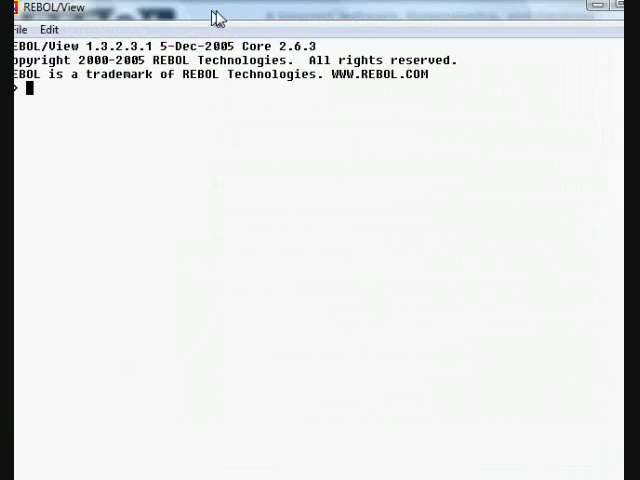 REBOL/View
File Edit
EBOL/View 1.3.2.3.1 5-Dec-2005 Core 2.6.3
opyright 2000-2005 REBOL Technologies. All rights reserved.
EBOL is a trademark of REBOL Technologies. WWW.REBOL.COM
>